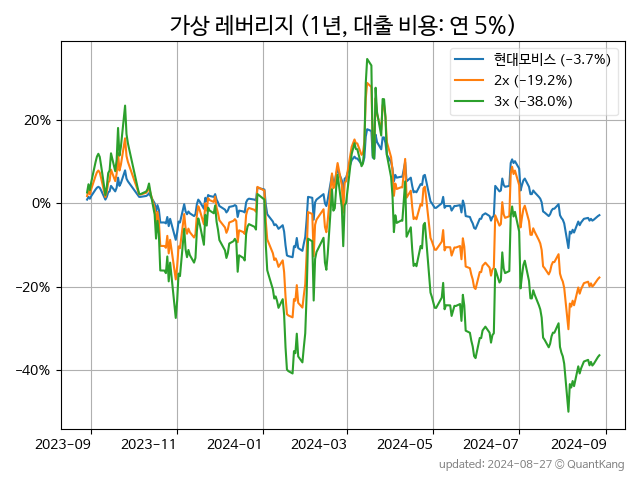 가상 레버리지 (1년, 대출 비용: 연 5%)
현대모비스 (−3.7%)
2x (−19.2%)
3x (−38.0%)
20%
0%
−20%
−40%
2023-09 2023-11 2024-01 2024-03 2024-05 2024-07 2024-09
updated: 2024-08-27 © QuantKang